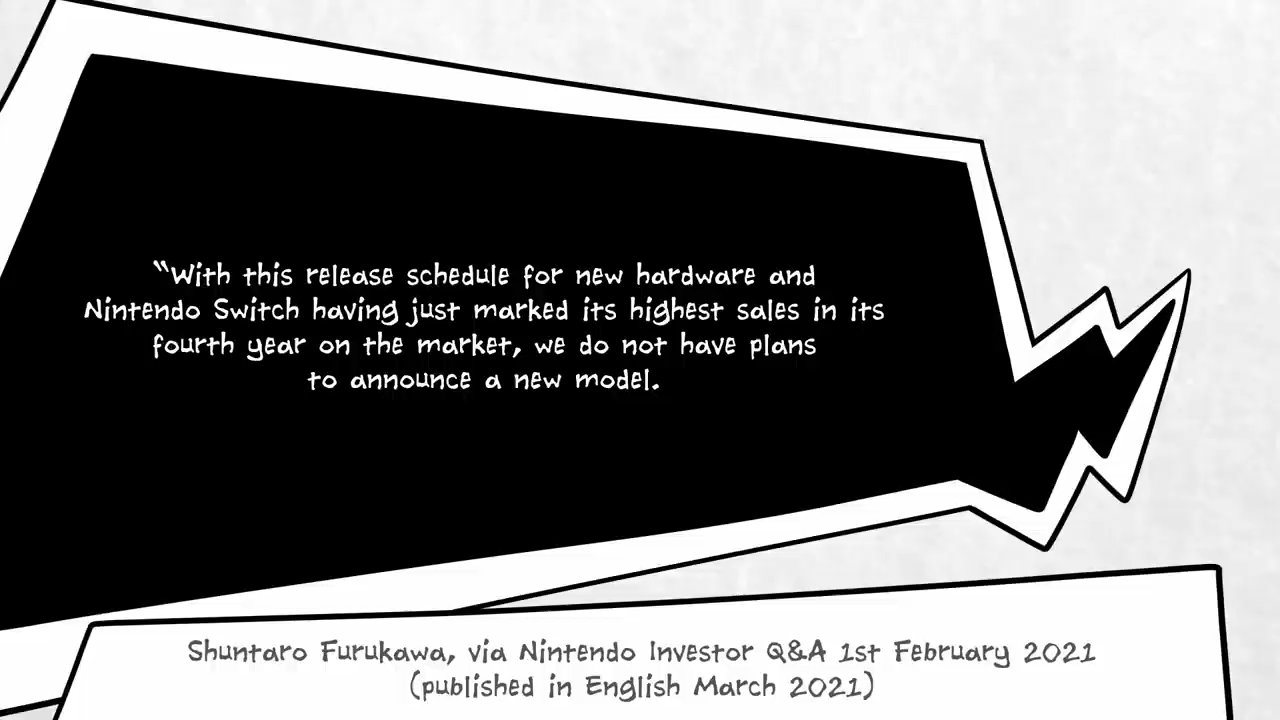 “With this release schedule for new hardware and
Nintendo Switch having just marked its highest sales in its
fourth year on the market, we do not have plans
to announce a new model.
Shuntaro Furukawa, via Nintendo Investor Q&A 1st February 2021
(published in English March 2021)